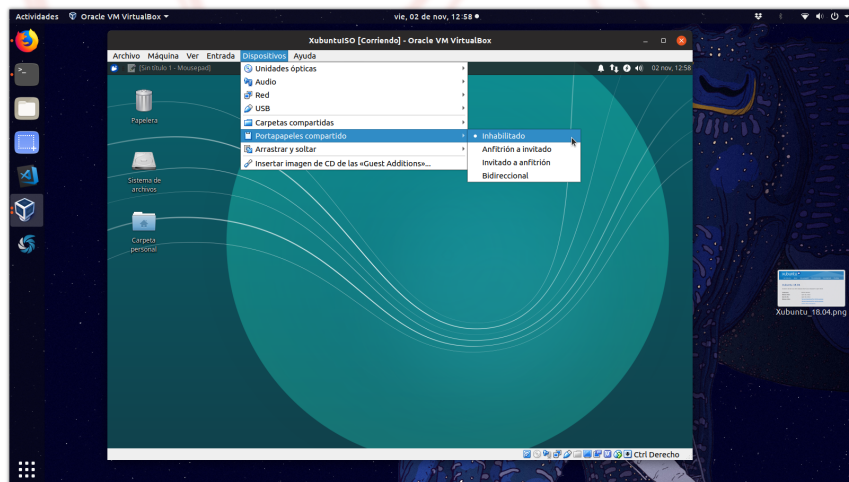 Actividades Oracle VM VirtualBox vie, 02 de nov, 12:58
XubuntuISO [Corriendo] - Oracle VM VirtualBox
Archivo Máquina Ver Entrada Dispositivos Ayuda
[Sin título 1 - Mousepad]
02 nov, 12:58
Unidades ópticas
Audio
Red
USB
Carpetas compartidas
Portapapeles compartido
Arrastrar y soltar
Insertar imagen de CD de las «Guest Additions»...
Inhabilitado
Anfitrión a invitado
Invitado a anfitrión
Bidireccional
Papelera
Sistema de
archivos
Carpeta
personal
Xubuntu_18.04.png
Ctrl Derecho